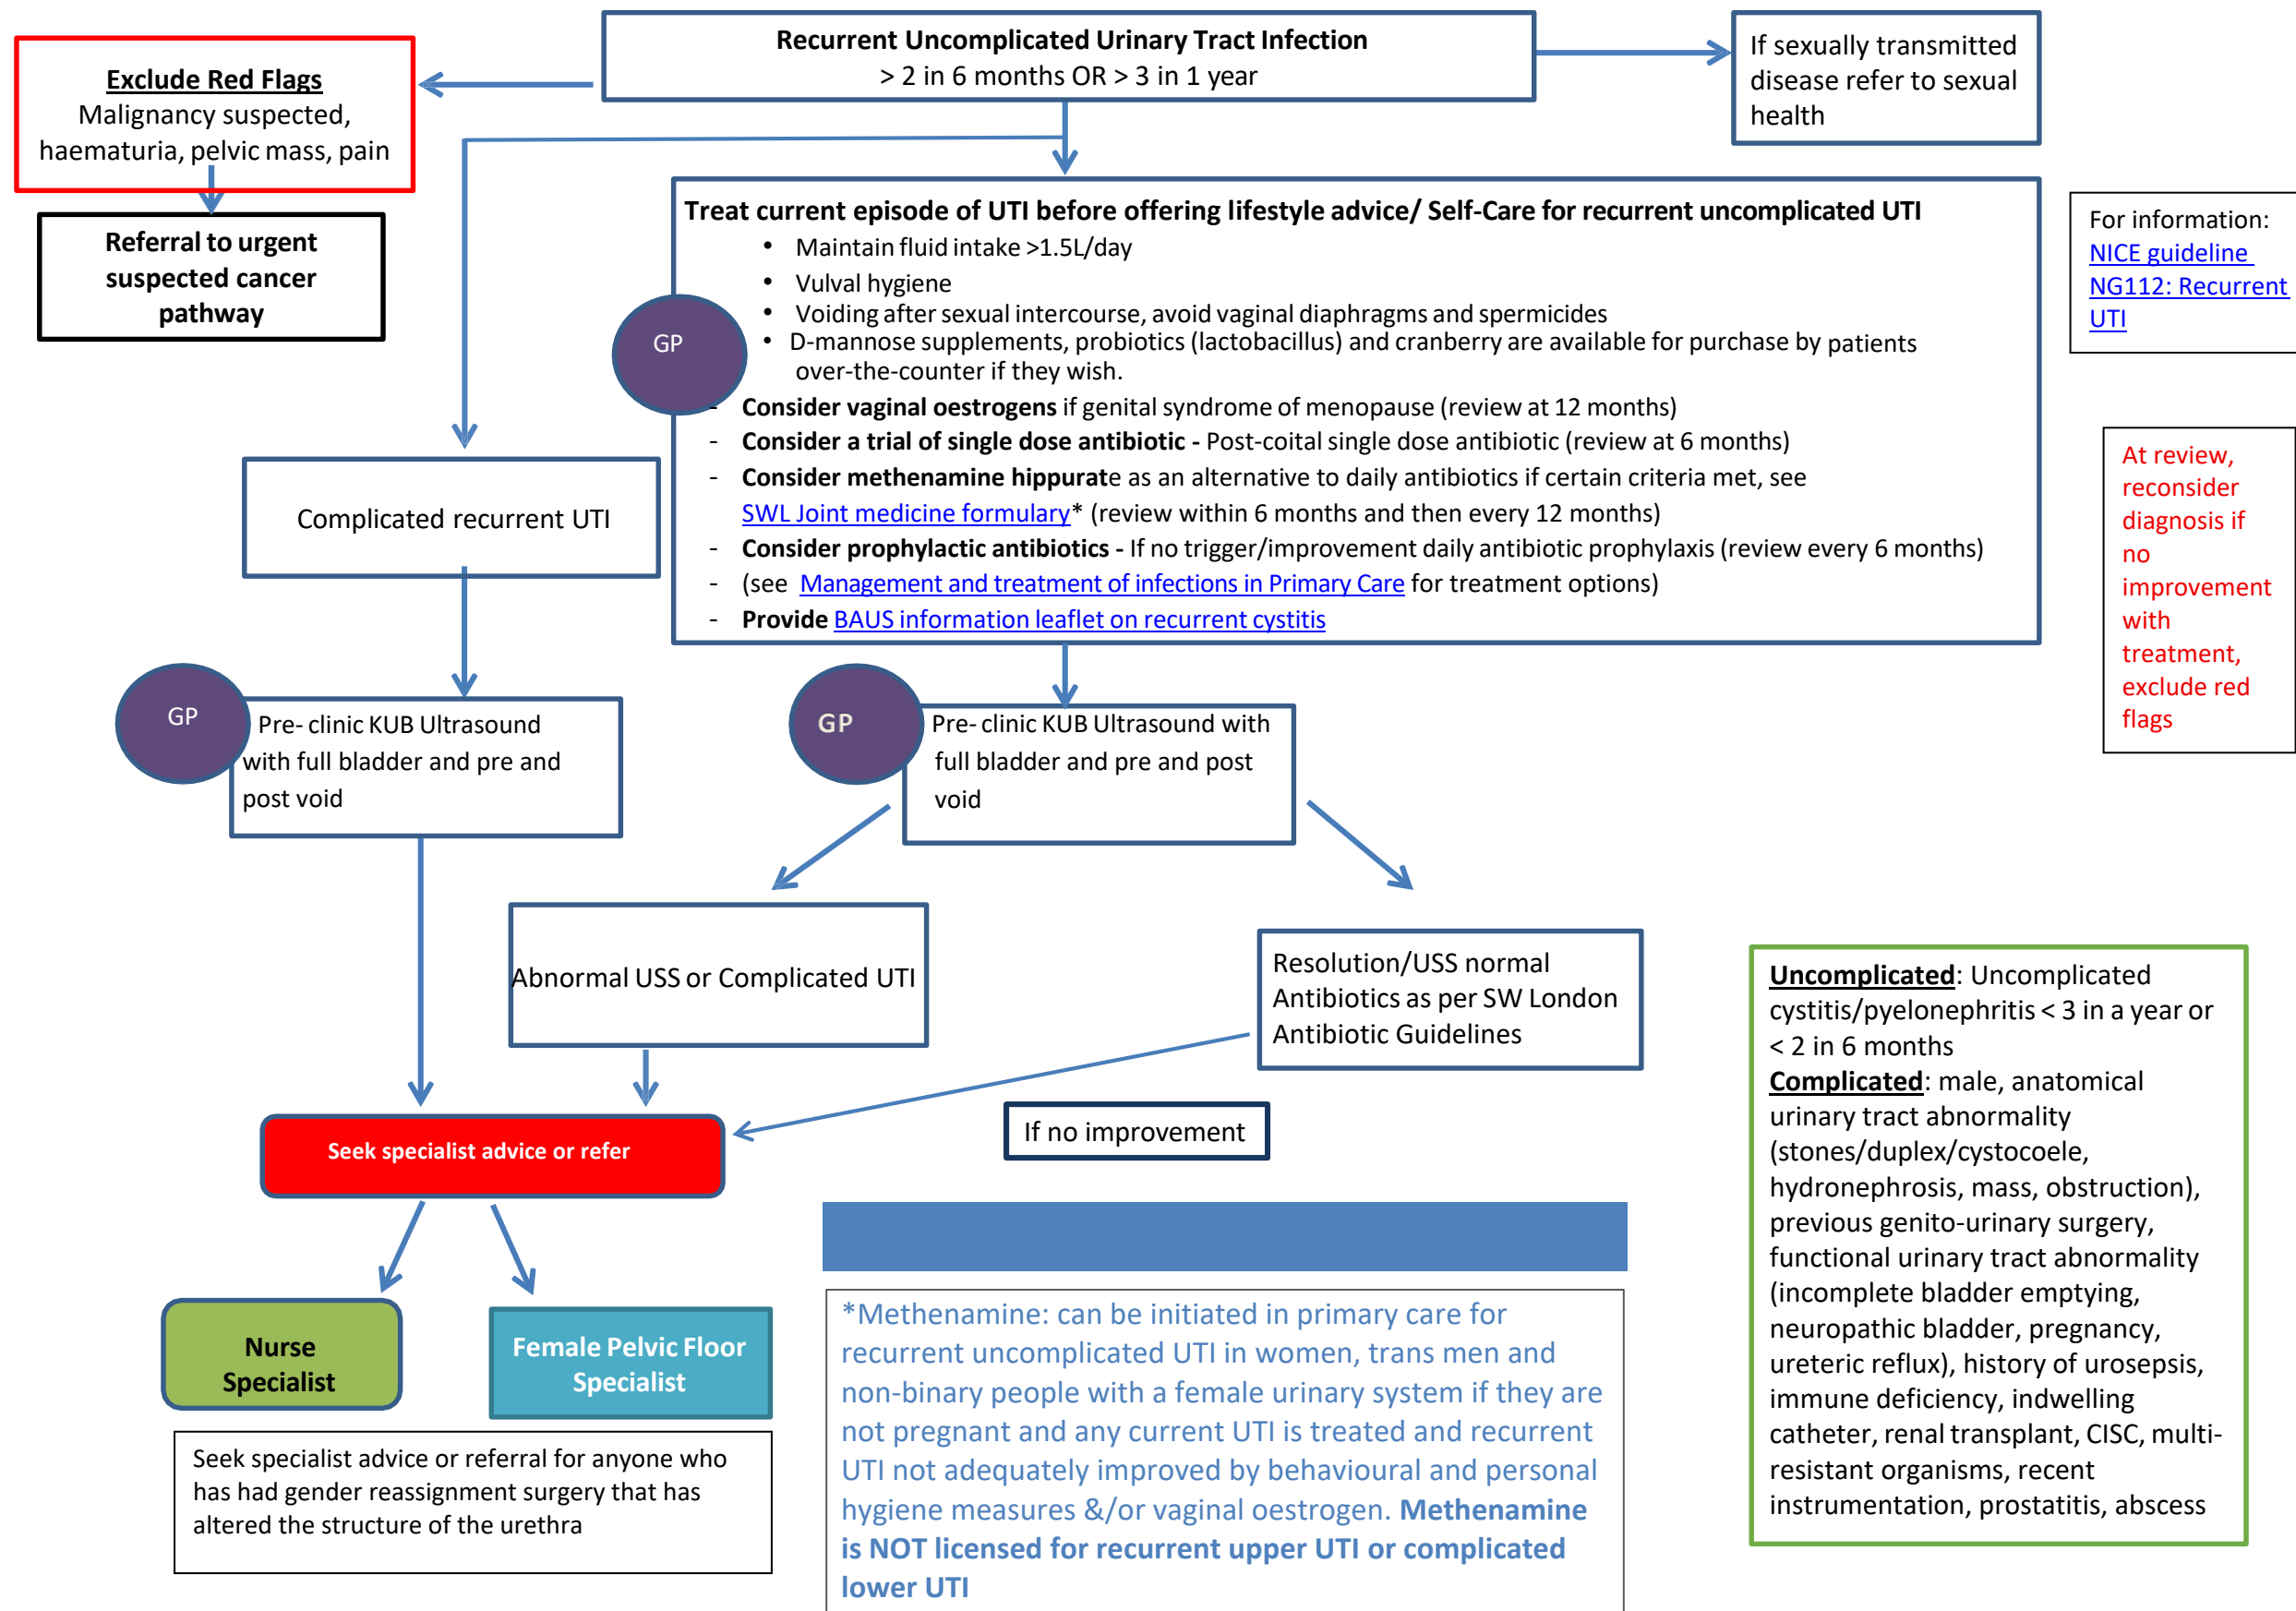 Recurrent Uncomplicated Urinary Tract Infection
> 2 in 6 months OR > 3 in 1 year
Exclude Red Flags
Malignancy suspected,
haematuria, pelvic mass, pain
Referral to urgent
suspected cancer
pathway
If sexually transmitted
disease refer to sexual
health
Treat current episode of UTI before offering lifestyle advice/ Self-Care for recurrent uncomplicated UTI
• Maintain fluid intake >1.5L/day
• Vulval hygiene
• Voiding after sexual intercourse, avoid vaginal diaphragms and spermicides
• D-mannose supplements, probiotics (lactobacillus) and cranberry are available for purchase by patients
over-the-counter if they wish.
- Consider vaginal oestrogens if genital syndrome of menopause (review at 12 months)
- Consider a trial of single dose antibiotic - Post-coital single dose antibiotic (review at 6 months)
- Consider methenamine hippurate as an alternative to daily antibiotics if certain criteria met, see
SWL Joint medicine formulary* (review within 6 months and then every 12 months)
- Consider prophylactic antibiotics - If no trigger/improvement daily antibiotic prophylaxis (review every 6 months)
- (see Management and treatment of infections in Primary Care for treatment options)
- Provide BAUS information leaflet on recurrent cystitis
GP
For information:
NICE guideline
NG112: Recurrent
UTI
At review,
reconsider
diagnosis if
no
improvement
with
treatment,
exclude red
flags
Complicated recurrent UTI
GP
Pre- clinic KUB Ultrasound
with full bladder and pre and
post void
GP
Pre- clinic KUB Ultrasound with
full bladder and pre and post
void
Abnormal USS or Complicated UTI
Resolution/USS normal
Antibiotics as per SW London
Antibiotic Guidelines
If no improvement
Seek specialist advice or refer
Nurse
Specialist
Female Pelvic Floor
Specialist
Seek specialist advice or referral for anyone who
has had gender reassignment surgery that has
altered the structure of the urethra
*Methenamine: can be initiated in primary care for
recurrent uncomplicated UTI in women, trans men and
non-binary people with a female urinary system if they are
not pregnant and any current UTI is treated and recurrent
UTI not adequately improved by behavioural and personal
hygiene measures &/or vaginal oestrogen. Methenamine
is NOT licensed for recurrent upper UTI or complicated
lower UTI
Uncomplicated: Uncomplicated
cystitis/pyelonephritis < 3 in a year or
< 2 in 6 months
Complicated: male, anatomical
urinary tract abnormality
(stones/duplex/cystocoele,
hydronephrosis, mass, obstruction),
previous genito-urinary surgery,
functional urinary tract abnormality
(incomplete bladder emptying,
neuropathic bladder, pregnancy,
ureteric reflux), history of urosepsis,
immune deficiency, indwelling
catheter, renal transplant, CISC, multi-
resistant organisms, recent
instrumentation, prostatitis, abscess